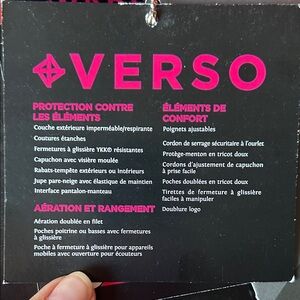 VERSO
PROTECTION CONTRE
LES ÉLÉMENTS
Couche extérieure imperméable/respirante
Coutures étanches
Fermetures à glissière YKK® résistantes
Capuchon avec visière moulée
Rabats-tempête extérieurs ou intérieurs
Jupe pare-neige avec élastique de maintien
Interface pantalon-manteau
AÉRATION ET RANGEMENT
Aération doublée en filet
Poches poitrine ou basses avec fermetures
à glissière
Poche à fermeture à glissière pour appareils
mobiles avec ouverture pour écouteurs
ÉLÉMENTS DE
CONFORT
Poignets ajustables
Cordon de serrage sécuritaire à l'ourlet
Protège-menton en tricot doux
Cordons d'ajustement de capuchon
à prise facile
Poches doublées en tricot doux
Tirettes de fermeture à glissière
faciles à manipuler
Doublure logo